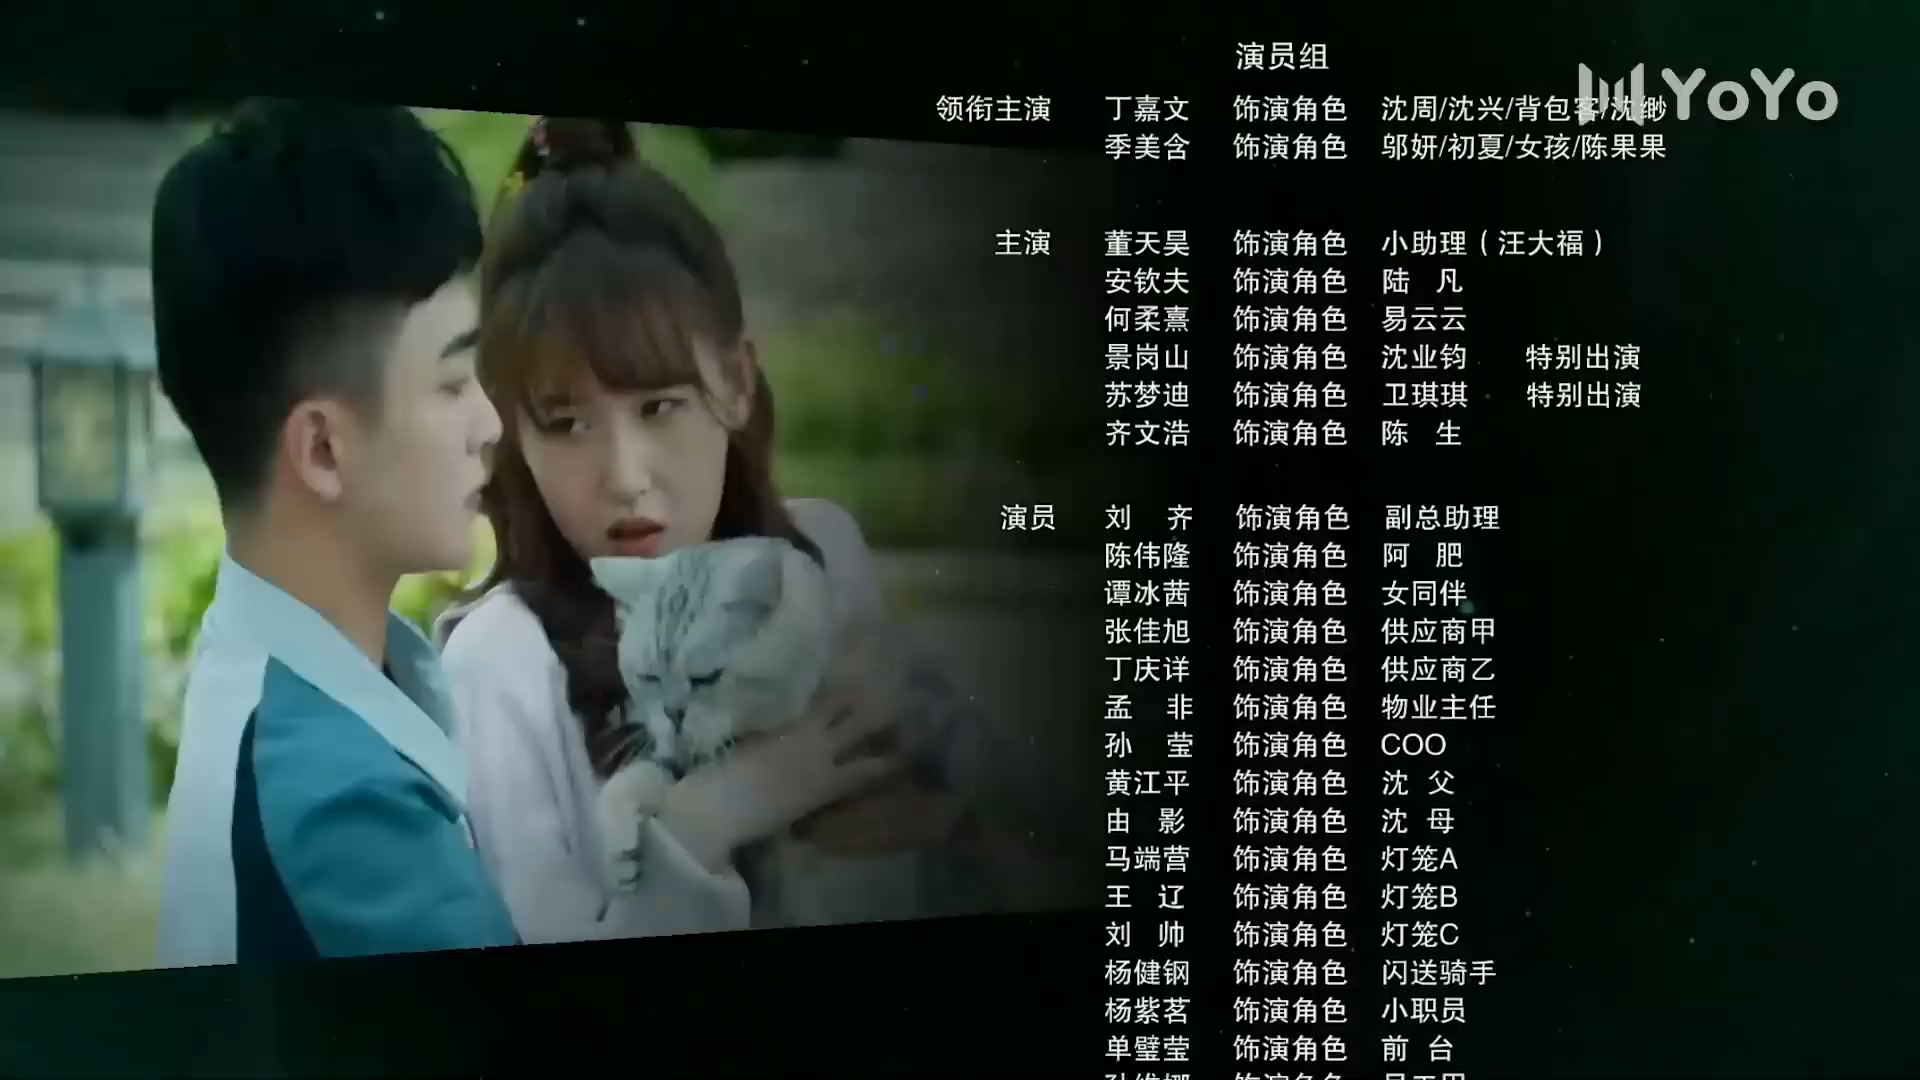 演员组
YOYO
领衔主演 丁嘉文 饰演角色 沈周/沈兴/背包客/沈缈
季美含 饰演角色 邬妍/初夏/女孩/陈果果
主演 董天昊 饰演角色 小助理（汪大福）
安钦夫 饰演角色 陆 凡
何柔熹 饰演角色 易云云
景岗山 饰演角色 沈业钧 特别出演
苏梦迪 饰演角色 卫琪琪 特别出演
齐文浩 饰演角色 陈 生
演员 刘 齐 饰演角色 副总助理
陈伟隆 饰演角色 阿 肥
谭冰茜 饰演角色 女同伴
张佳旭 饰演角色 供应商甲
丁庆详 饰演角色 供应商乙
孟 非 饰演角色 物业主任
孙 莹 饰演角色 COO
黄江平 饰演角色 沈 父
由 影 饰演角色 沈 母
马端营 饰演角色 灯笼A
王 辽 饰演角色 灯笼B
刘 帅 饰演角色 灯笼C
杨健钢 饰演角色 闪送骑手
杨紫茗 饰演角色 小职员
单璧莹 饰演角色 前 台